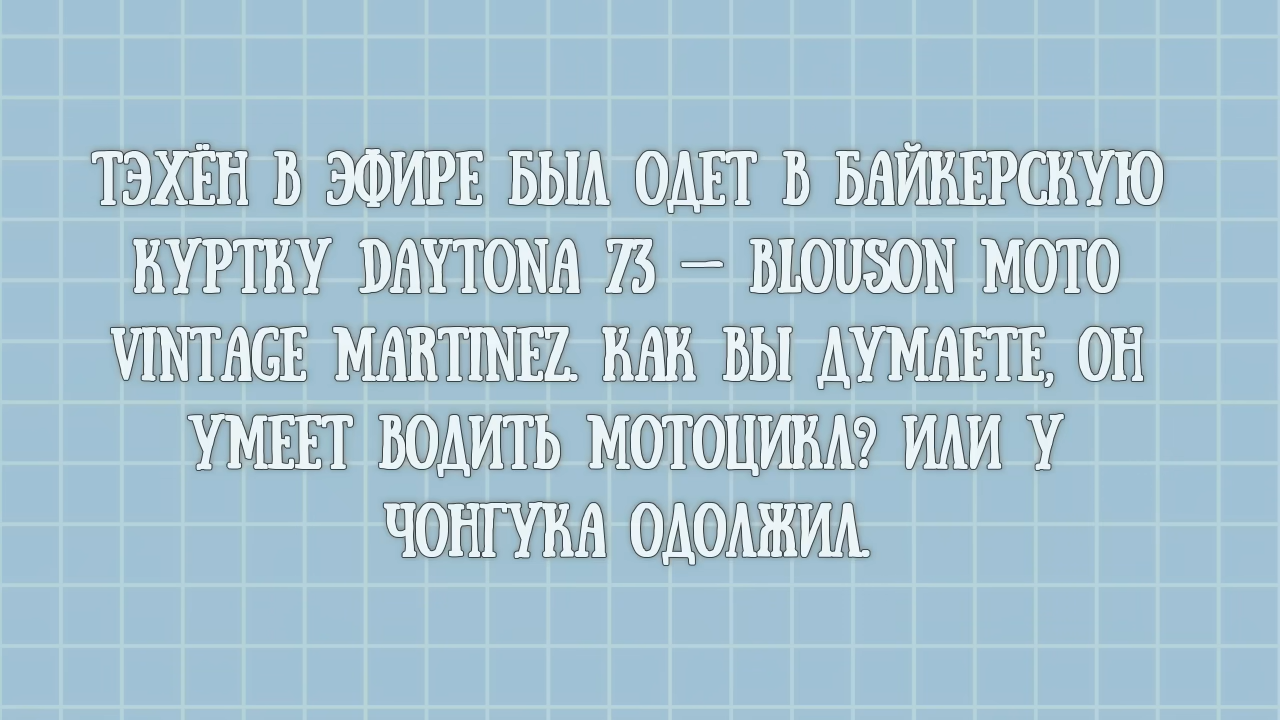 ТЭХЁН В ЭФИРЕ БЫЛ ОДЕТ В БАЙКЕРСКУЮ
КУРТКУ DAYTONA 73 — BLOUSON MOTO
VINTAGE MARTINEZ. КАК ВЫ ДУМАЕТЕ, ОН
УМЕЕТ ВОДИТЬ МОТОЦИКЛ? ИЛИ У
ЧОНГУКА ОДОЛЖИЛ.